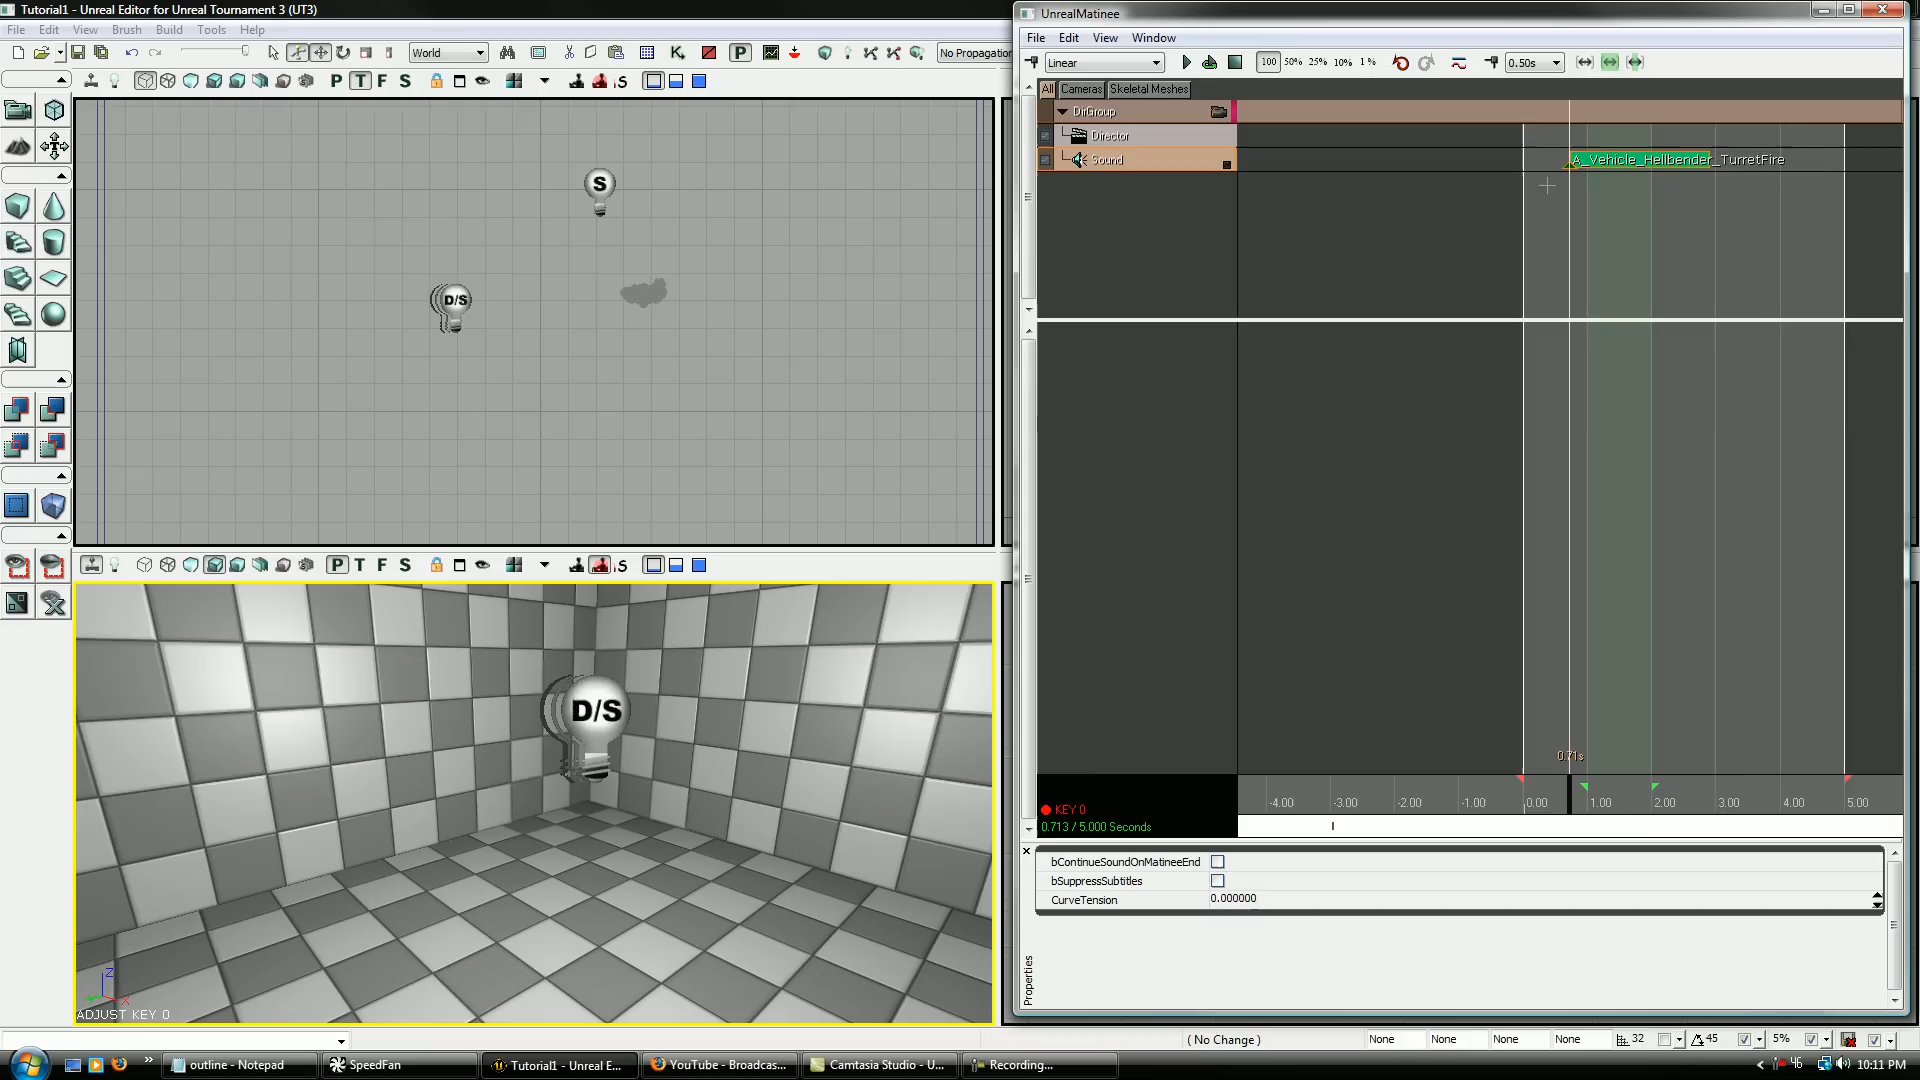 Tutorial1 - Unreal Editor for Unreal Tournament 3 (UT3)
File Edit View Brush Build Tools Help
World
P
No Propagation
P T F S
S
S
D/S
P T F S
S
D/S
Z
X
ADJUST KEY 0
UnrealMatinee
File Edit View Window
Linear
100 50% 25% 10% 1 %
0.50s
All Cameras Skeletal Meshes
DirGroup
Director
Sound
A_Vehicle_Hellbender_TurretFire
0.71s
KEY 0
0.713 / 5.000 Seconds
-4.00 -3.00 -2.00 -1.00 0.00 1.00 2.00 3.00 4.00 5.00
bContinueSoundOnMatineeEnd
bSuppressSubtitles
CurveTension 0.000000
Properties
( No Change ) None None None None 32 45 5%
outline - Notepad
SpeedFan
Tutorial1 - Unreal E...
YouTube - Broadcas...
Camtasia Studio - U...
Recording...
46
10:11 PM